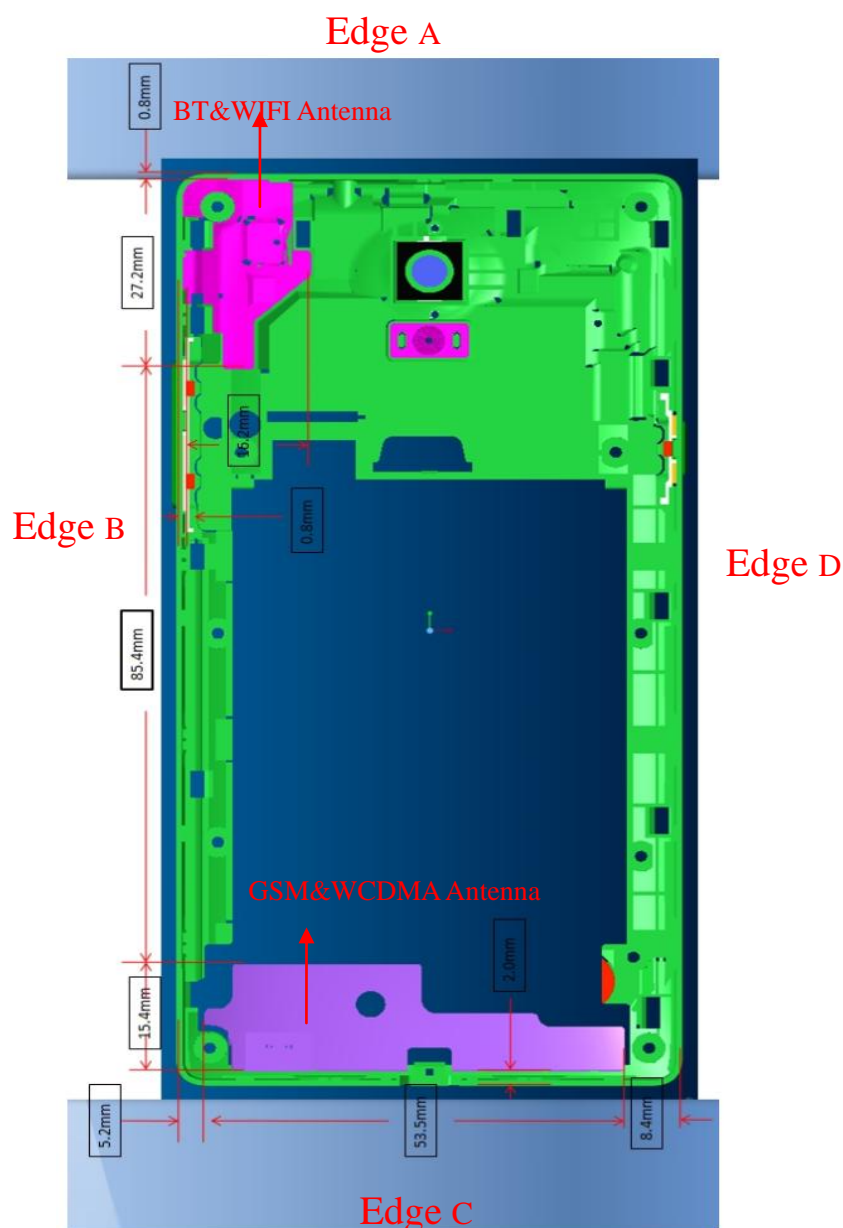 Edge A
0.8mm
BT&WIFI Antenna
27.2mm
16.2mm
0.8mm
Edge B
Edge D
85.4mm
GSM&WCDMA Antenna
2.0mm
15.4mm
5.2mm
53.5mm
8.4mm
Edge C